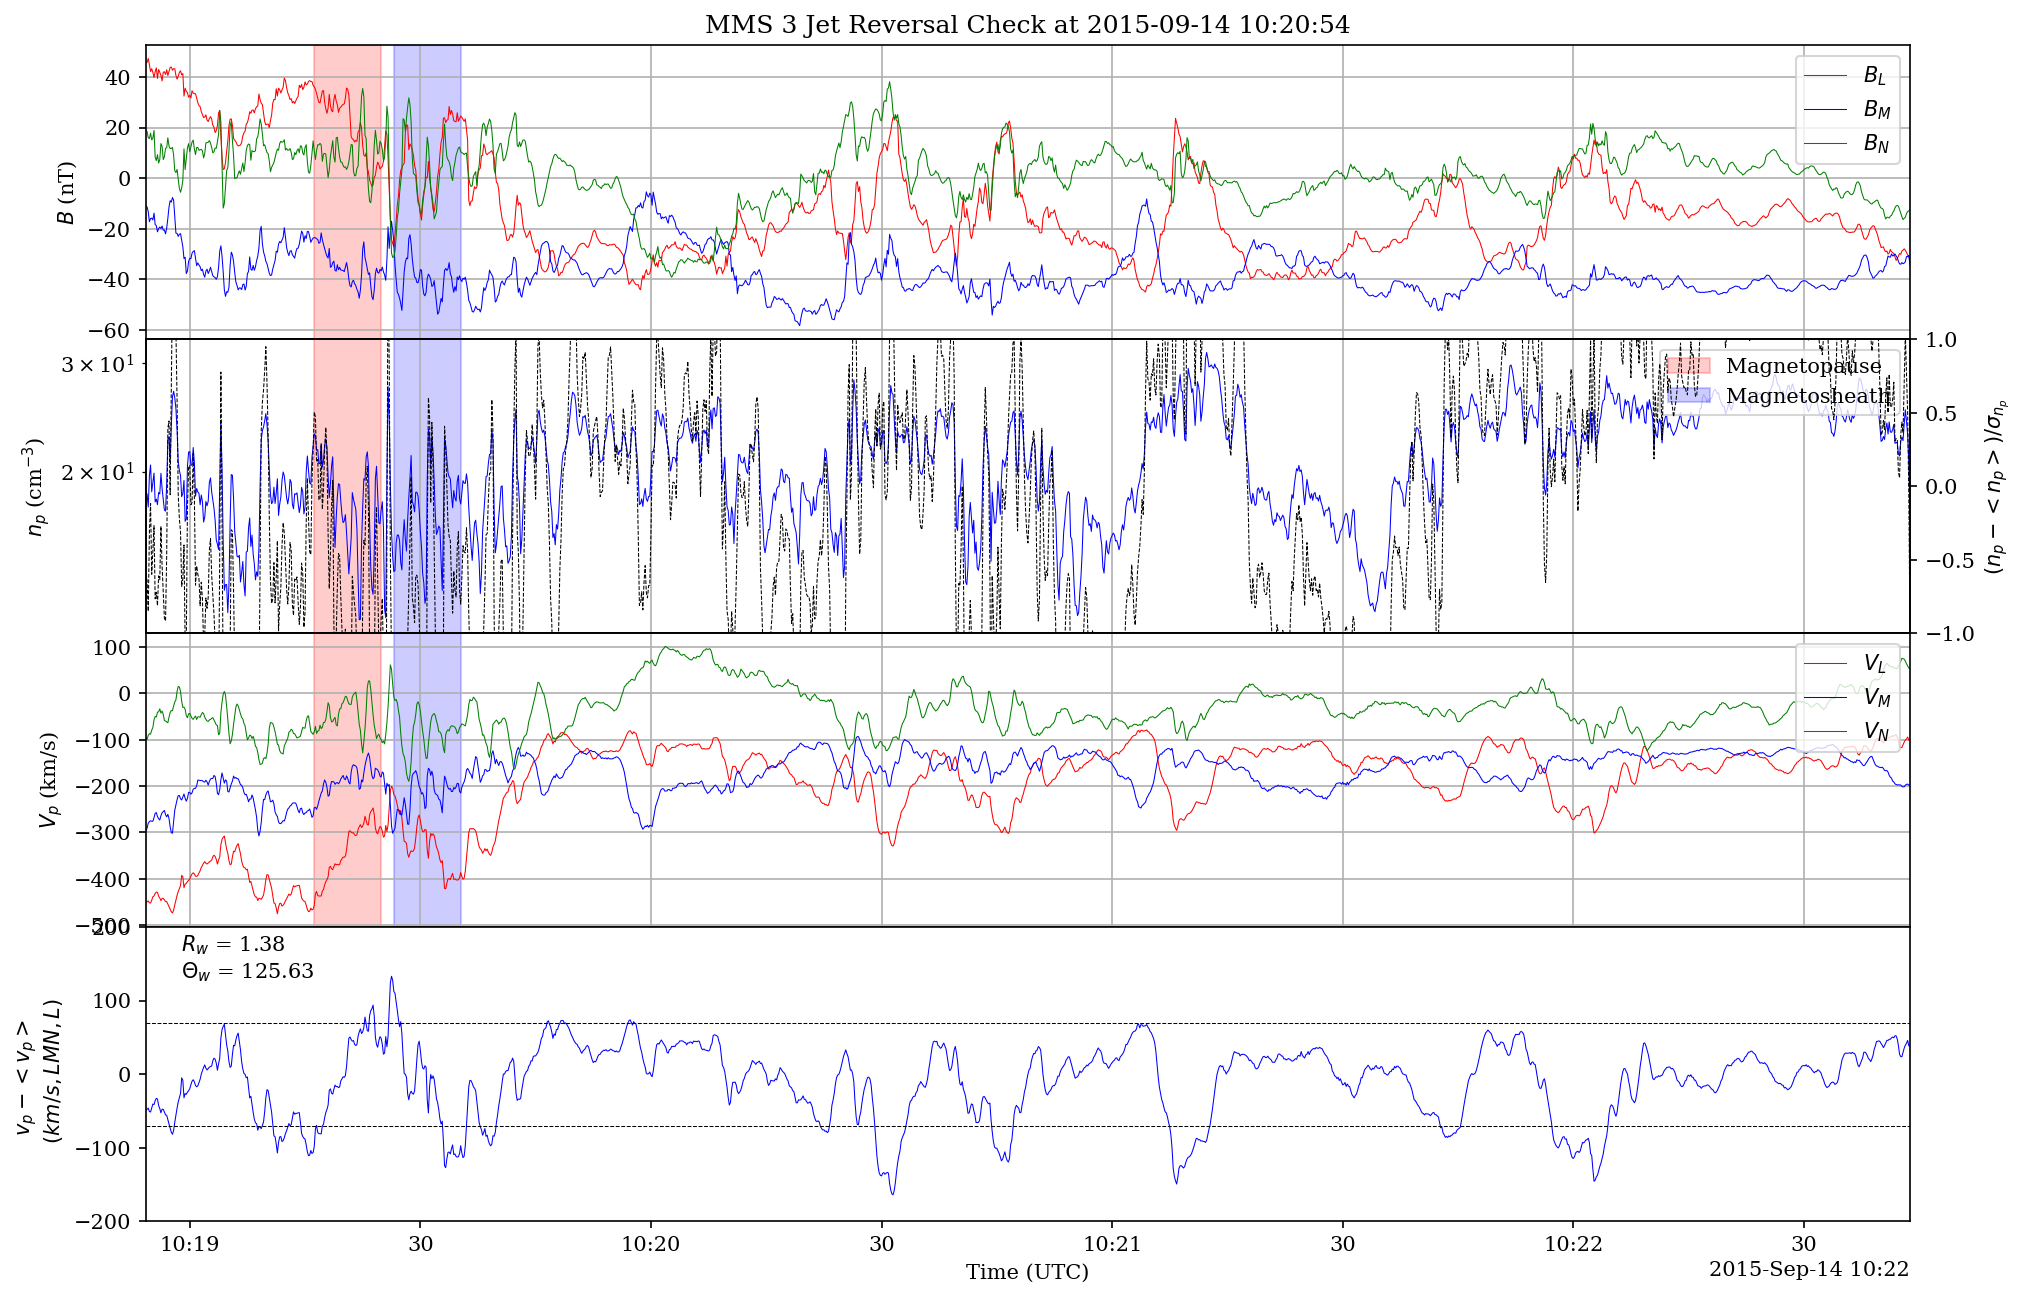 MMS 3 Jet Reversal Check at 2015-09-14 10:20:54
B (nT)
40
20
0
−20
−40
−60
B_L
B_M
B_N
n_p (cm^{−3})
3 × 10^1
2 × 10^1
Magnetopause
Magnetosheath
1.0
0.5
0.0
−0.5
−1.0
(n_p − < n_p >)/σ_{n_p}
V_p (km/s)
100
0
−100
−200
−300
−400
−500
V_L
V_M
V_N
v_p − < v_p >
(km/s, LMN, L)
200
100
0
−100
−200
R_w = 1.38
Θ_w = 125.63
10:19 30 10:20 30 10:21 30 10:22 30
Time (UTC)
2015-Sep-14 10:22